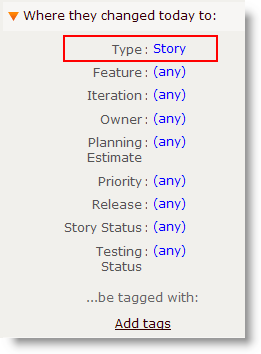 Where they changed today to:
Type : Story
Feature : (any)
Iteration : (any)
Owner : (any)
Planning : (any)
Estimate
Priority : (any)
Release : (any)
Story Status : (any)
Testing : (any)
Status
...be tagged with:
Add tags